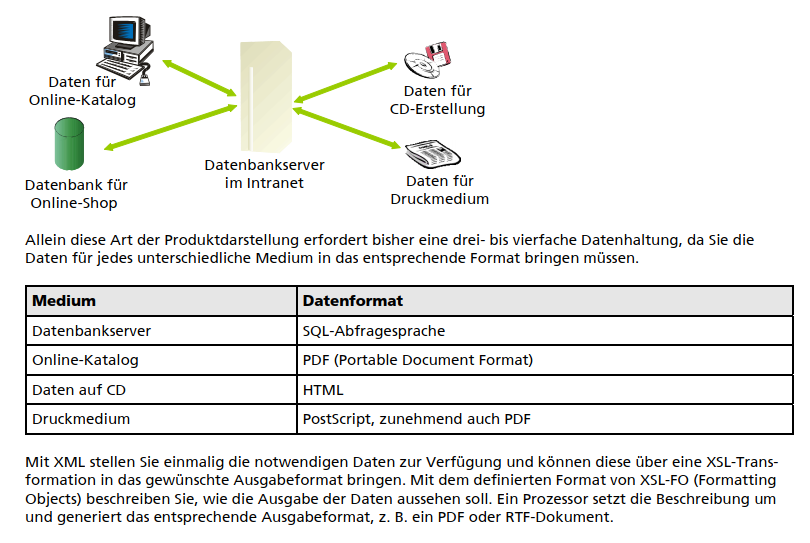 Daten für
Online-Katalog
Daten für
CD-Erstellung
Datenbankserver
im Intranet
Datenbank für
Online-Shop
Daten für
Druckmedium
Allein diese Art der Produktdarstellung erfordert bisher eine drei- bis vierfache Datenhaltung, da Sie die
Daten für jedes unterschiedliche Medium in das entsprechende Format bringen müssen.
Medium Datenformat
Datenbankserver SQL-Abfragesprache
Online-Katalog PDF (Portable Document Format)
Daten auf CD HTML
Druckmedium PostScript, zunehmend auch PDF
Mit XML stellen Sie einmalig die notwendigen Daten zur Verfügung und können diese über eine XSL-Trans-
formation in das gewünschte Ausgabeformat bringen. Mit dem definierten Format von XSL-FO (Formatting
Objects) beschreiben Sie, wie die Ausgabe der Daten aussehen soll. Ein Prozessor setzt die Beschreibung um
und generiert das entsprechende Ausgabeformat, z. B. ein PDF oder RTF-Dokument.